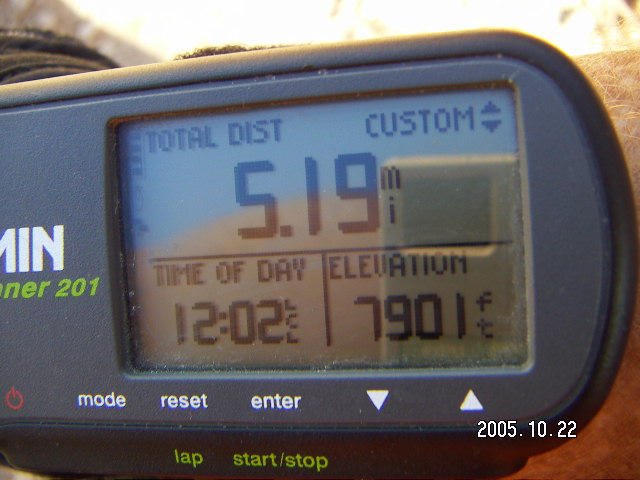 TOTAL DIST CUSTOM
5.19 mi
TIME OF DAY ELEVATION
12:02 7901 ft
MIN
nner 201
mode reset enter
lap start/stop
2005.10.22